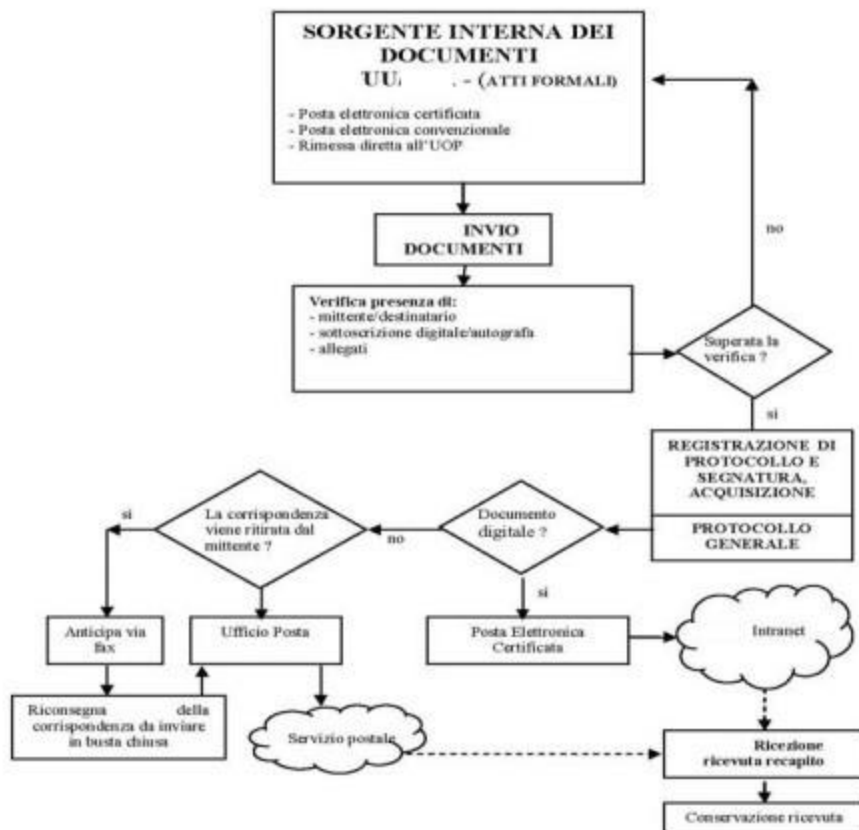 SORGENTE INTERNA DEI
DOCUMENTI
UU. - (ATTI FORMALI)
- Posta elettronica certificata
- Posta elettronica convenzionale
- Rimessa diretta all'UOP
INVIO
DOCUMENTI
no
Verifica presenza di:
- mittente/destinatario
- sottoscrizione digitale/autografa
- allegati
Superata la
verifica ?
si
REGISTRAZIONE DI
PROTOCOLLO E
SEGNATURA,
ACQUISIZIONE
PROTOCOLLO
GENERALE
Documento
digitale ?
no
La corrispondenza
viene ritirata dal
mittente ?
si
si
Anticipa via
fax
Ufficio Posta
Posta Elettronica
Certificata
Intranet
Riconsegna della
corrispondenza da inviare
in busta chiusa
Servizio postale
Ricezione
ricevuta recapito
Conservazione ricevuta